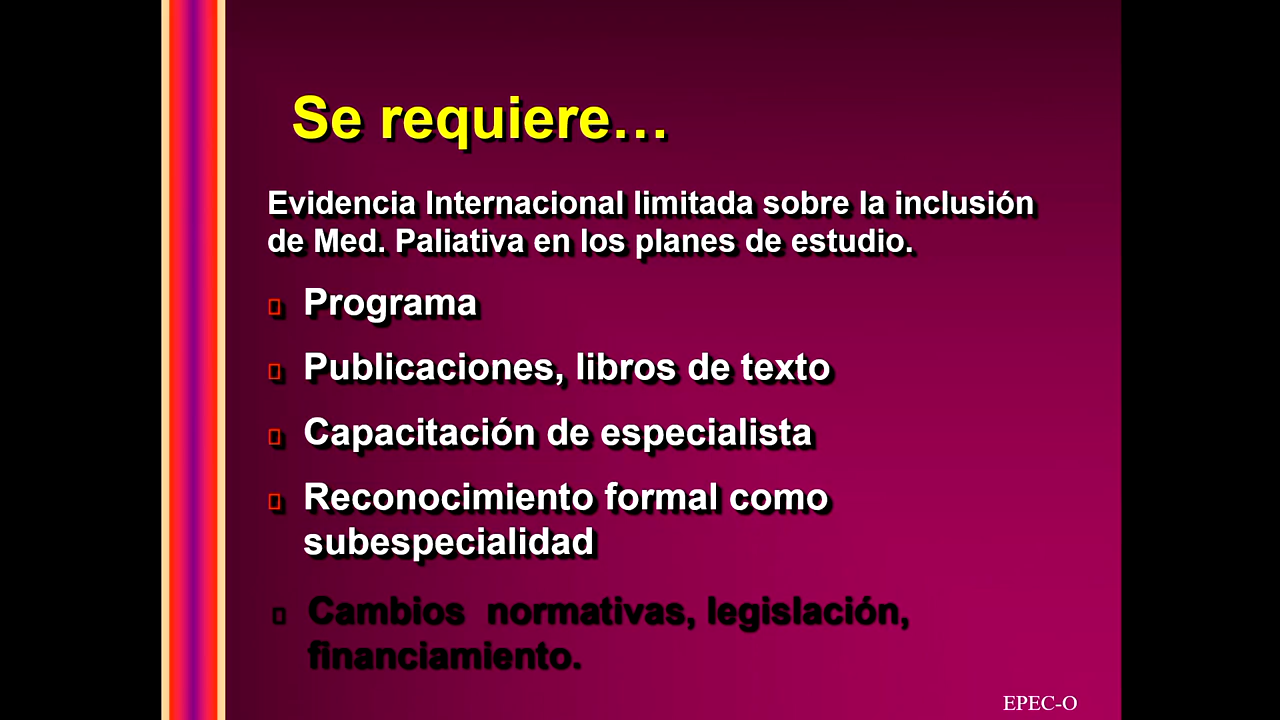 Se requiere…
Evidencia Internacional limitada sobre la inclusión
de Med. Paliativa en los planes de estudio.
Programa
Publicaciones, libros de texto
Capacitación de especialista
Reconocimiento formal como
subespecialidad
Cambios normativas, legislación,
financiamiento.
EPEC-O